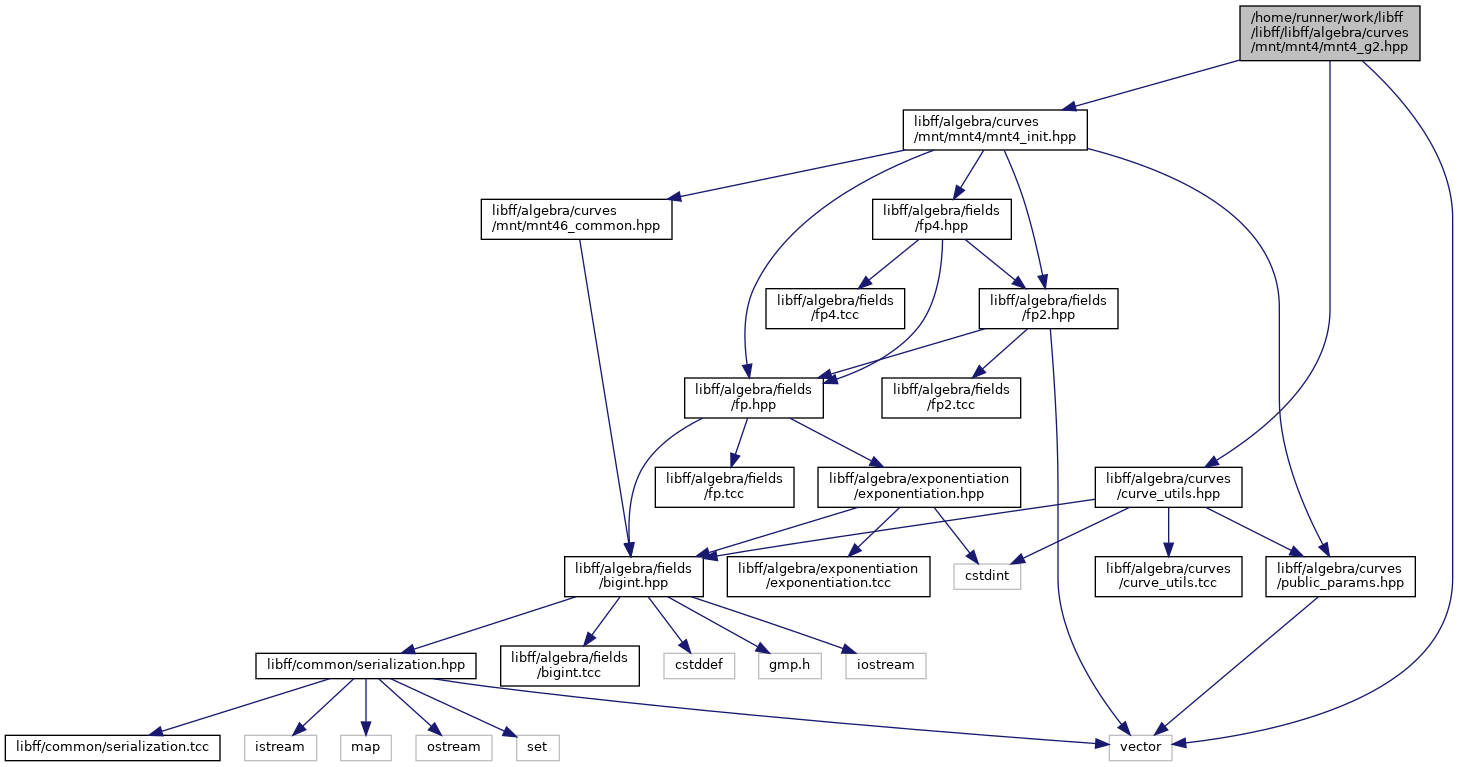 /home/runner/work/libff
/libff/libff/algebra/curves
/mnt/mnt4/mnt4_g2.hpp
libff/algebra/curves
/mnt/mnt4/mnt4_init.hpp
libff/algebra/curves
/mnt/mnt46_common.hpp
libff/algebra/fields
/fp4.hpp
libff/algebra/fields
/fp4.tcc
libff/algebra/fields
/fp2.hpp
libff/algebra/fields
/fp.hpp
libff/algebra/fields
/fp2.tcc
libff/algebra/fields
/fp.tcc
libff/algebra/exponentiation
/exponentiation.hpp
libff/algebra/curves
/curve_utils.hpp
libff/algebra/fields
/bigint.hpp
libff/algebra/exponentiation
/exponentiation.tcc
cstdint
libff/algebra/curves
/curve_utils.tcc
libff/algebra/curves
/public_params.hpp
libff/common/serialization.hpp
libff/algebra/fields
/bigint.tcc
cstddef
gmp.h
iostream
libff/common/serialization.tcc
istream
map
ostream
set
vector